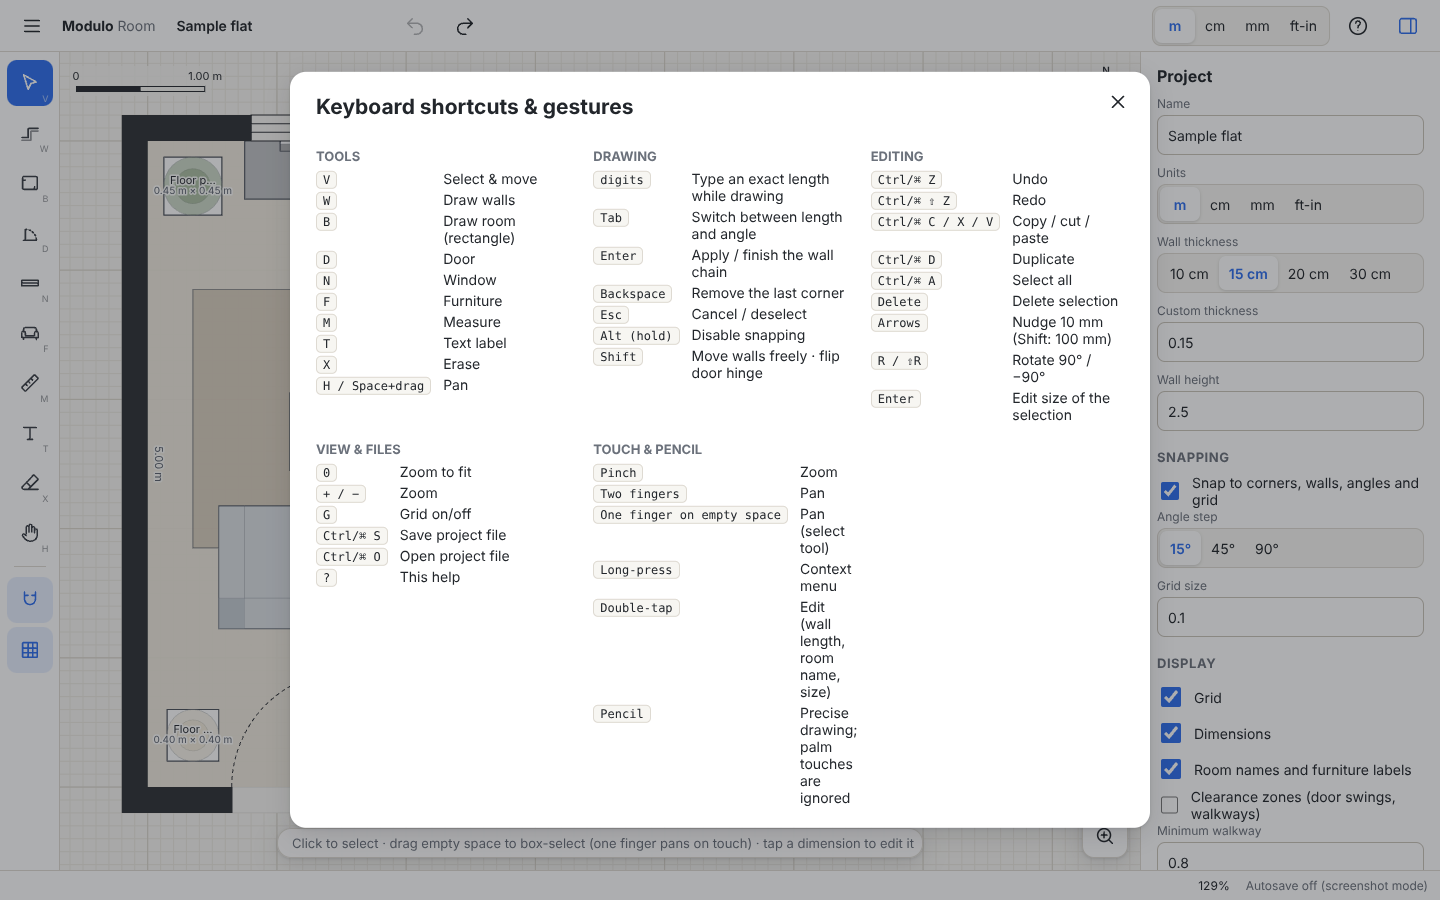 Modulo Room
Sample flat
m cm mm ft-in
0 1.00 m
N
V
W
B
D
N
F
M
T
X
H
Floor p...
0.45 m × 0.45 m
5.00 m
Floor ...
0.40 m × 0.40 m
Keyboard shortcuts & gestures
TOOLS
V Select & move
W Draw walls
B Draw room
(rectangle)
D Door
N Window
F Furniture
M Measure
T Text label
X Erase
H / Space+drag Pan
DRAWING
digits Type an exact length
while drawing
Tab Switch between length
and angle
Enter Apply / finish the wall
chain
Backspace Remove the last corner
Esc Cancel / deselect
Alt (hold) Disable snapping
Shift Move walls freely · flip
door hinge
EDITING
Ctrl/⌘ Z Undo
Ctrl/⌘ ⇧ Z Redo
Ctrl/⌘ C / X / V Copy / cut /
paste
Ctrl/⌘ D Duplicate
Ctrl/⌘ A Select all
Delete Delete selection
Arrows Nudge 10 mm
(Shift: 100 mm)
R / ⇧R Rotate 90° /
−90°
Enter Edit size of the
selection
VIEW & FILES
0 Zoom to fit
+ / − Zoom
G Grid on/off
Ctrl/⌘ S Save project file
Ctrl/⌘ O Open project file
? This help
TOUCH & PENCIL
Pinch Zoom
Two fingers Pan
One finger on empty space Pan
(select
tool)
Long-press Context
menu
Double-tap Edit
(wall
length,
room
name,
size)
Pencil Precise
drawing;
palm
touches
are
ignored
Click to select · drag empty space to box-select (one finger pans on touch) · tap a dimension to edit it
Project
Name
Sample flat
Units
m cm mm ft-in
Wall thickness
10 cm 15 cm 20 cm 30 cm
Custom thickness
0.15
Wall height
2.5
SNAPPING
Snap to corners, walls, angles and
grid
Angle step
15° 45° 90°
Grid size
0.1
DISPLAY
Grid
Dimensions
Room names and furniture labels
Clearance zones (door swings,
walkways)
Minimum walkway
0.8
129% Autosave off (screenshot mode)